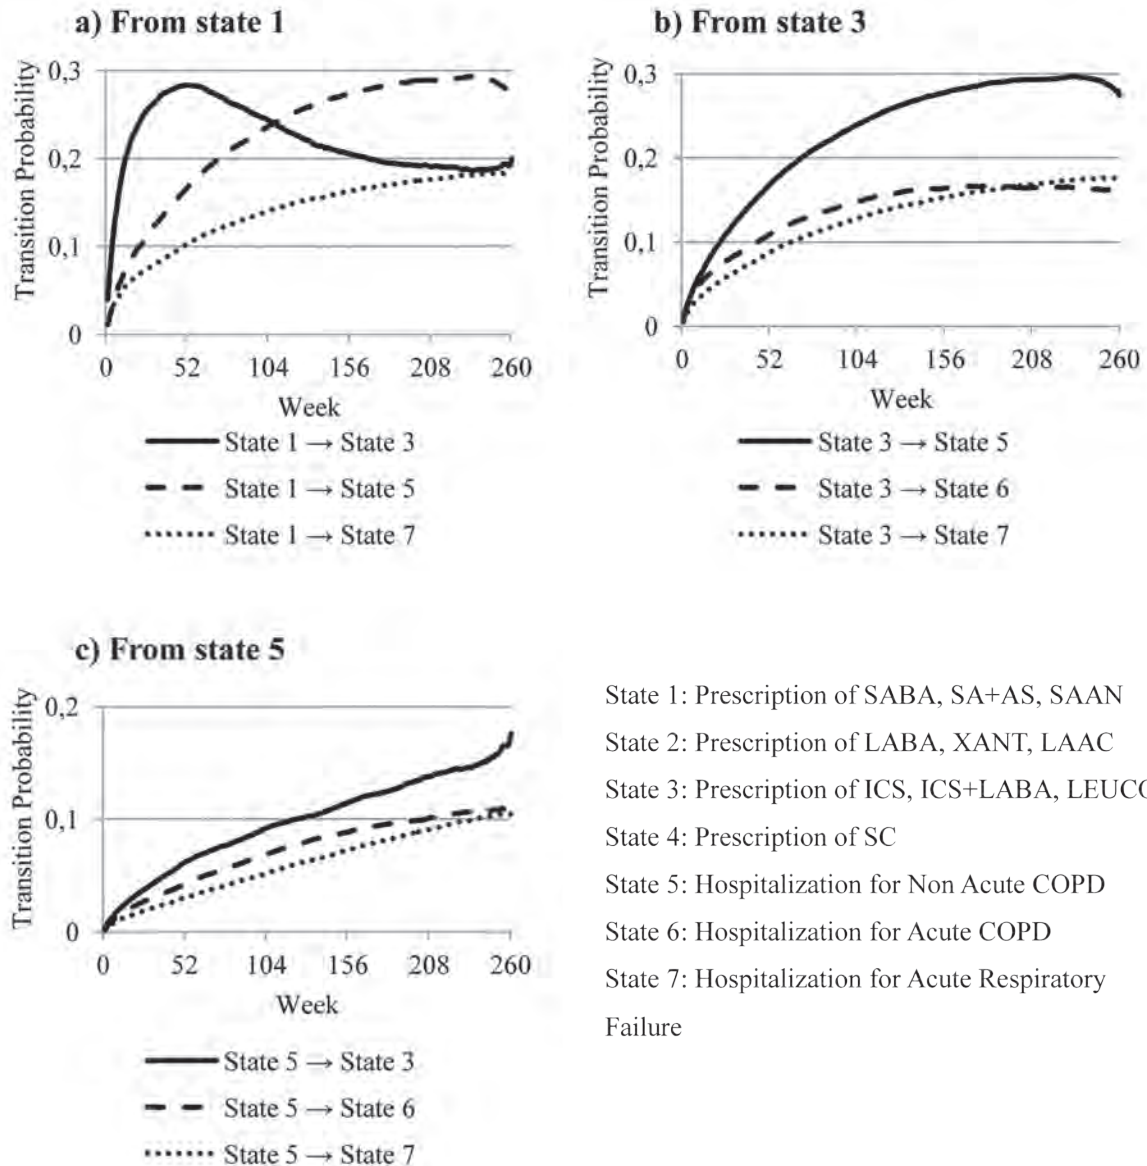 a) From state 1
Transition Probability
0,3
0,2
0,1
0
0 52 104 156 208 260
Week
State 1 → State 3
State 1 → State 5
State 1 → State 7
b) From state 3
Transition Probability
0,3
0,2
0,1
0
0 52 104 156 208 260
Week
State 3 → State 5
State 3 → State 6
State 3 → State 7
c) From state 5
Transition Probability
0,2
0,1
0
0 52 104 156 208 260
Week
State 5 → State 3
State 5 → State 6
State 5 → State 7
State 1: Prescription of SABA, SA+AS, SAAN
State 2: Prescription of LABA, XANT, LAAC
State 3: Prescription of ICS, ICS+LABA, LEUCO
State 4: Prescription of SC
State 5: Hospitalization for Non Acute COPD
State 6: Hospitalization for Acute COPD
State 7: Hospitalization for Acute Respiratory
Failure